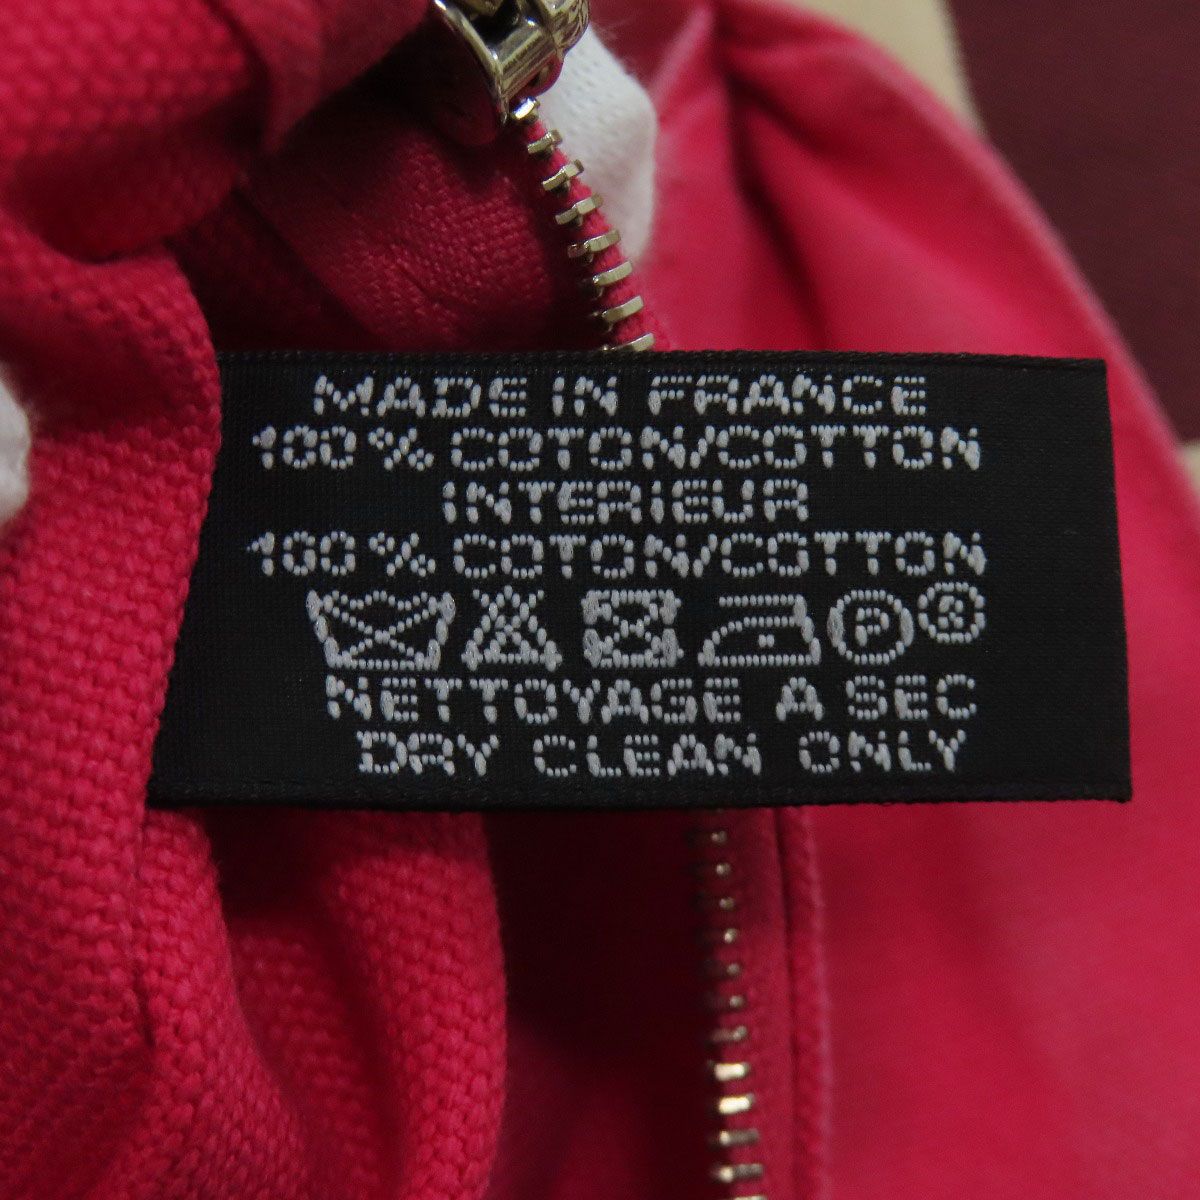 MADE IN FRANCE
100% COTON/COTTON
INTERIEUR
100% COTON/COTTON
P ®
NETTOYAGE A SEC
DRY CLEAN ONLY